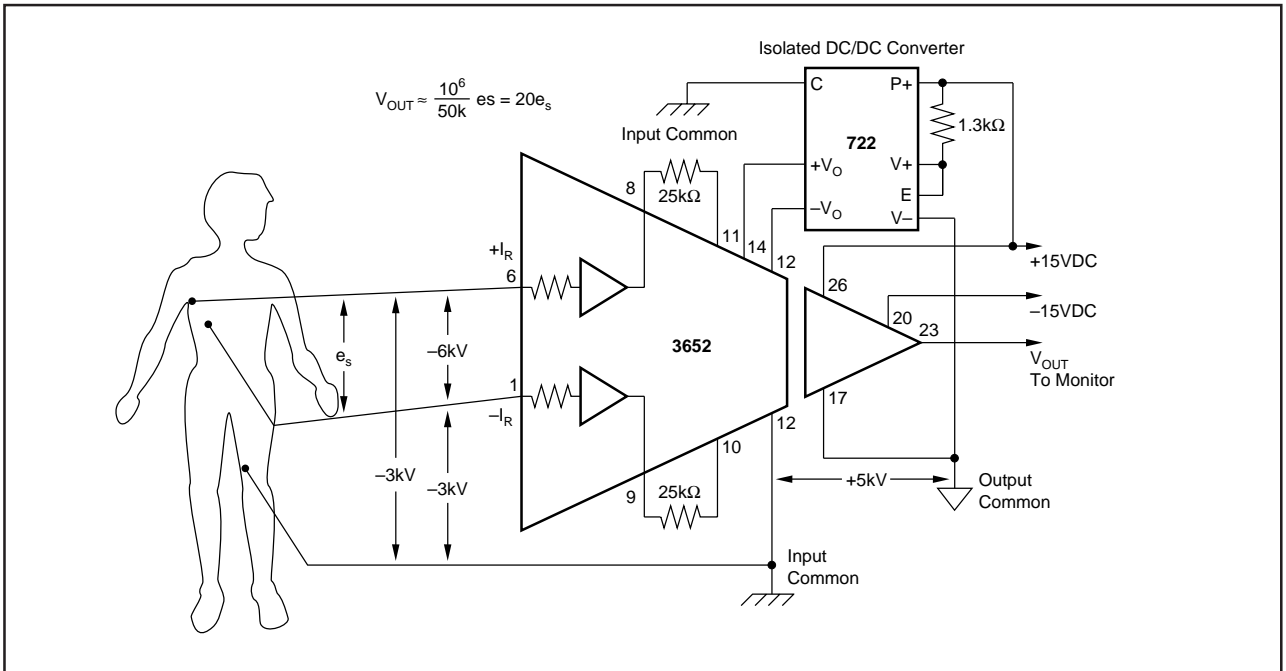 Isolated DC/DC Converter
V_OUT ≈ 10^6/50k es = 20e_s
C
P+
Input Common
1.3kΩ
722
+V_O
V+
E
–V_O
V–
8
25kΩ
11
14
12
+I_R
6
26
+15VDC
20
–15VDC
23
e_s
–6kV
3652
V_OUT
To Monitor
1
–I_R
17
12
10
–3kV
–3kV
+5kV
Output
Common
9
25kΩ
Input
Common